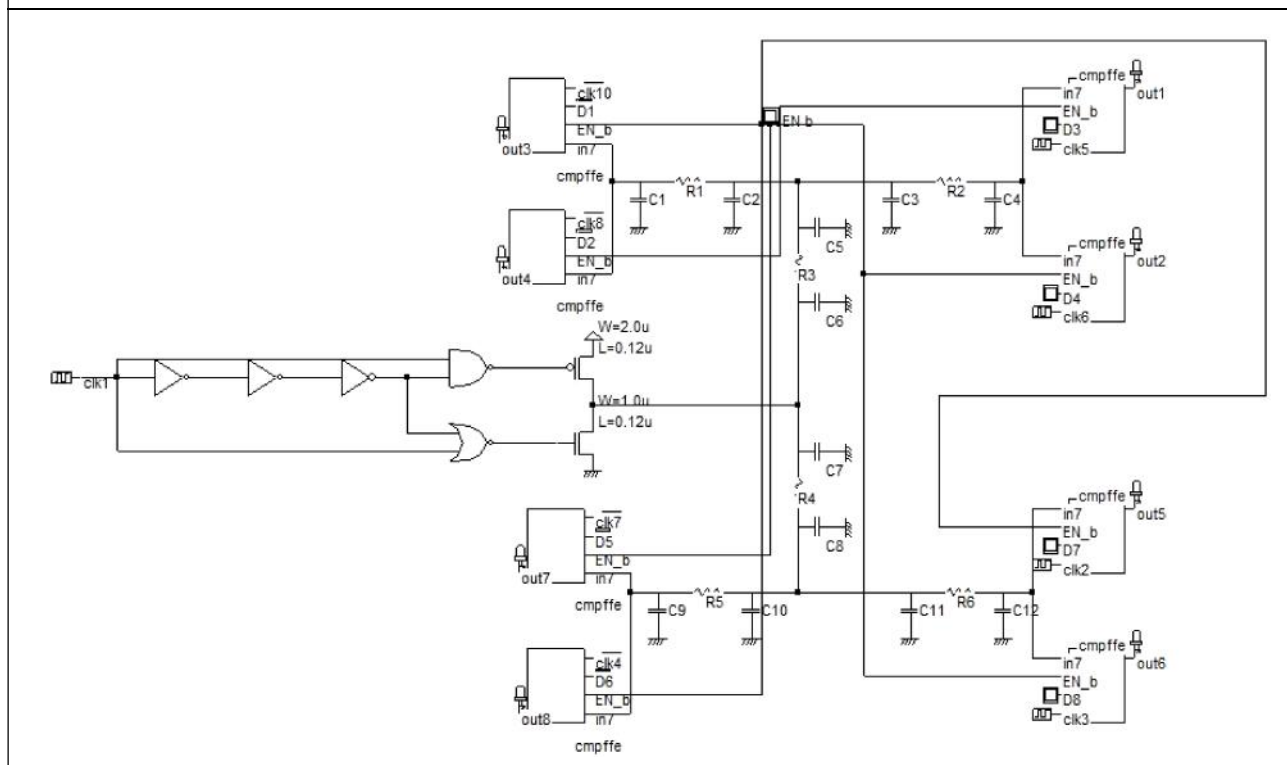 clk10
D1
EN_b
in7
out3
cmpffe
clk8
D2
EN_b
in7
out4
cmpffe
EN_b
cmpffe
in7
EN_b
D3
clk5
out1
cmpffe
in7
EN_b
D4
clk6
out2
C1
R1
C2
C3
R2
C4
C5
R3
C6
W=2.0u
L=0.12u
clk1
W=1.0u
L=0.12u
C7
R4
C8
clk7
D5
EN_b
in7
out7
cmpffe
clk4
D6
EN_b
in7
out8
cmpffe
C9
R5
C10
C11
R6
C12
cmpffe
in7
EN_b
D7
clk2
out5
cmpffe
in7
EN_b
D8
clk3
out6